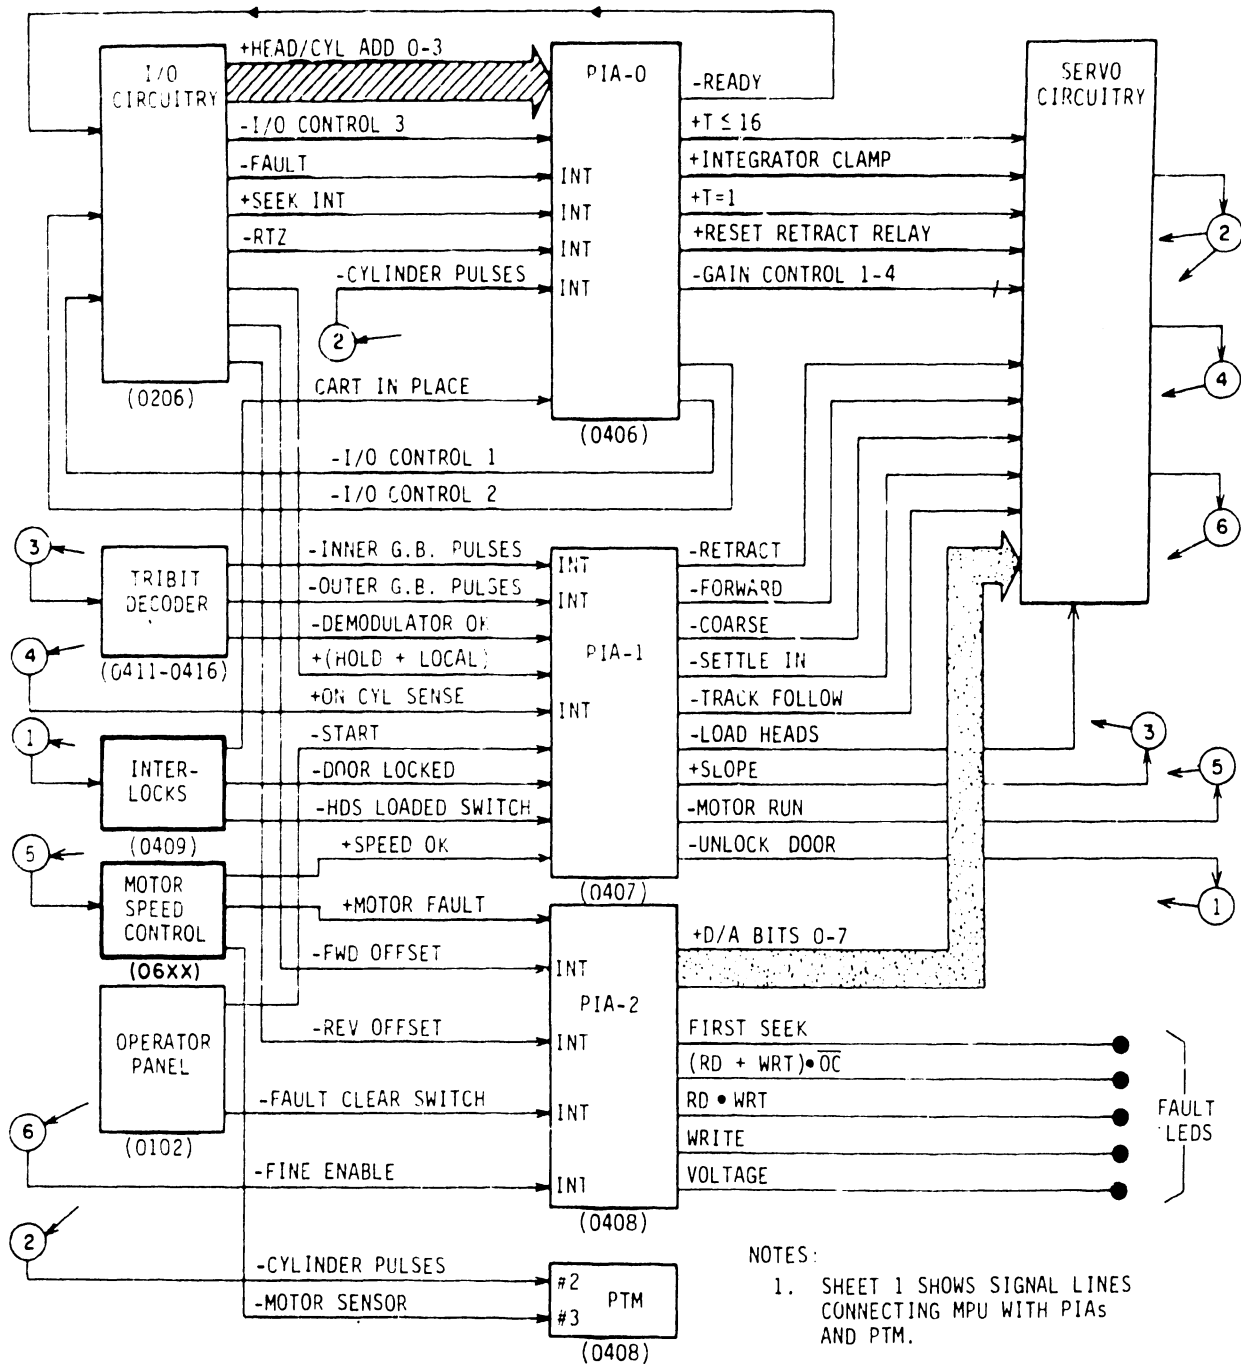 +HEAD/CYL ADD 0-3
I/O
CIRCUITRY
PIA-0
SERVO
CIRCUITRY
-READY
-I/O CONTROL 3
+T ≤ 16
-FAULT
INT
+INTEGRATOR CLAMP
+SEEK INT
INT
+T=1
-RTZ
INT
+RESET RETRACT RELAY
2
-CYLINDER PULSES
INT
-GAIN CONTROL 1-4
2
4
(0206)
CART IN PLACE
(0406)
-I/O CONTROL 1
-I/O CONTROL 2
6
3
TRIBIT
DECODER
-INNER G.B. PULSES
INT
-RETRACT
-OUTER G.B. PULSES
INT
-FORWARD
-DEMODULATOR OK
-COARSE
PIA-1
4
(0411-0416)
+(HOLD + LOCAL)
-SETTLE IN
+ON CYL SENSE
INT
-TRACK FOLLOW
1
-START
-LOAD HEADS
3
INTER-
LOCKS
-DOOR LOCKED
+SLOPE
5
-HDS LOADED SWITCH
-MOTOR RUN
(0409)
+SPEED OK
-UNLOCK DOOR
5
(0407)
1
MOTOR
SPEED
CONTROL
+MOTOR FAULT
+D/A BITS 0-7
(06XX)
-FWD OFFSET
INT
PIA-2
OPERATOR
PANEL
-REV OFFSET
INT
FIRST SEEK
(RD + WRT)•O̅C̅
-FAULT CLEAR SWITCH
INT
RD • WRT
FAULT
LEDS
6
(0102)
WRITE
-FINE ENABLE
INT
VOLTAGE
(0408)
2
-CYLINDER PULSES
#2
PTM
-MOTOR SENSOR
#3
(0408)
NOTES:
1. SHEET 1 SHOWS SIGNAL LINES
CONNECTING MPU WITH PIAs
AND PTM.